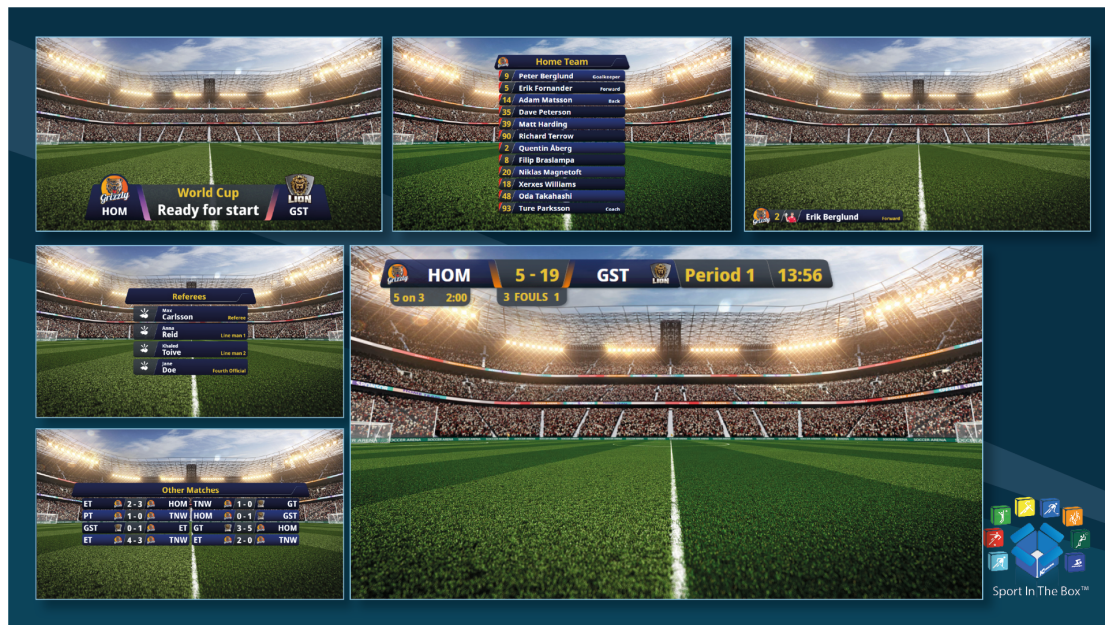 Grizzly
HOM
World Cup
Ready for start
LION
GST
Home Team
9 Peter Berglund Goalkeeper
5 Erik Fornander Forward
14 Adam Matsson Back
35 Dave Peterson
39 Matt Harding
90 Richard Terrow
2 Quentin Åberg
8 Filip Braslampa
20 Niklas Magnetoft
18 Xerxes Williams
48 Oda Takahashi
93 Ture Parksson Coach
2 Erik Berglund Forward
Referees
Max
Carlsson Referee
Anna
Reid Line man 1
Khaled
Toive Line man 2
Jane
Doe Fourth Official
HOM 5 - 19 GST LION Period 1 13:56
5 on 3 2:00 3 FOULS 1
SOCCER ARENA
Other Matches
ET 2 - 3 HOM TNW 1 - 0 GT
PT 1 - 0 TNW HOM 0 - 1 GST
GST 0 - 1 ET GT 3 - 5 HOM
ET 4 - 3 TNW ET 2 - 0 TNW
Sport In The Box™